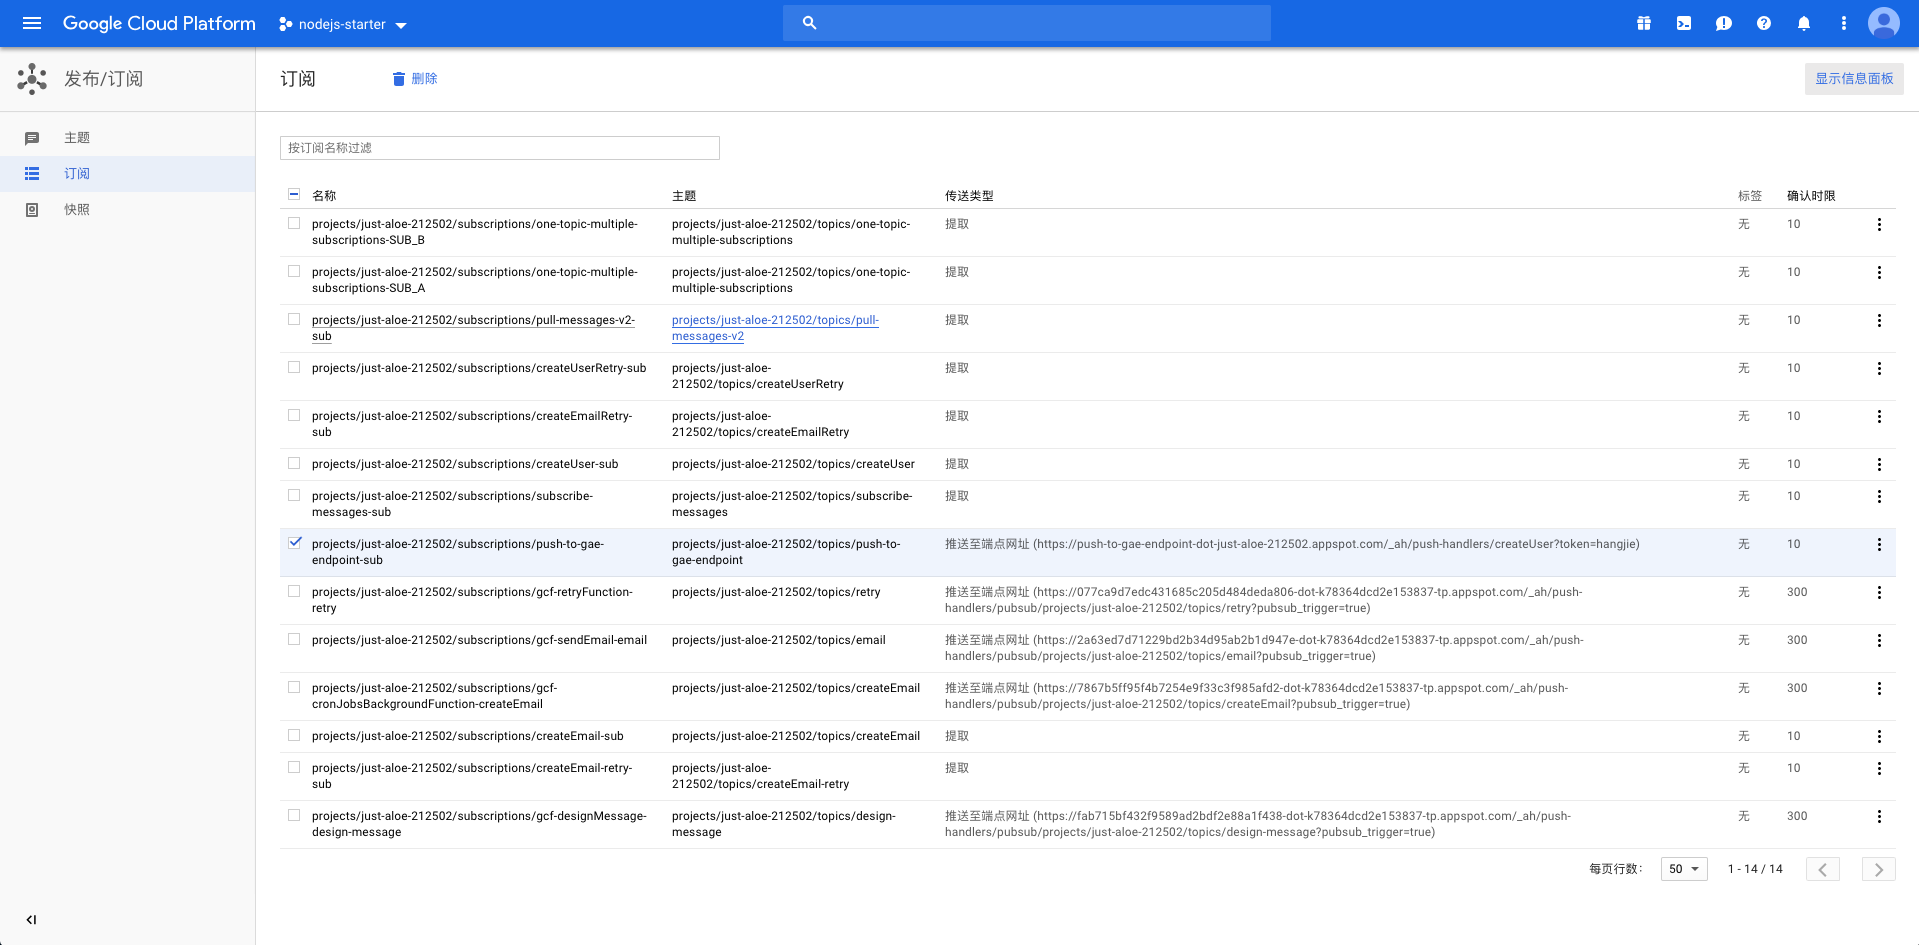 Google Cloud Platform
nodejs-starter
发布/订阅
订阅
删除
显示信息面板
主题
订阅
快照
按订阅名称过滤
名称 主题 传送类型 标签 确认时限
projects/just-aloe-212502/subscriptions/one-topic-multiple- projects/just-aloe-212502/topics/one-topic- 提取 无 10
subscriptions-SUB_B multiple-subscriptions
projects/just-aloe-212502/subscriptions/one-topic-multiple- projects/just-aloe-212502/topics/one-topic- 提取 无 10
subscriptions-SUB_A multiple-subscriptions
projects/just-aloe-212502/subscriptions/pull-messages-v2- projects/just-aloe-212502/topics/pull- 提取 无 10
sub messages-v2
projects/just-aloe-212502/subscriptions/createUserRetry-sub projects/just-aloe- 提取 无 10
212502/topics/createUserRetry
projects/just-aloe-212502/subscriptions/createEmailRetry- projects/just-aloe- 提取 无 10
sub 212502/topics/createEmailRetry
projects/just-aloe-212502/subscriptions/createUser-sub projects/just-aloe-212502/topics/createUser 提取 无 10
projects/just-aloe-212502/subscriptions/subscribe- projects/just-aloe-212502/topics/subscribe- 提取 无 10
messages-sub messages
projects/just-aloe-212502/subscriptions/push-to-gae- projects/just-aloe-212502/topics/push-to- 推送至端点网址 (https://push-to-gae-endpoint-dot-just-aloe-212502.appspot.com/_ah/push-handlers/createUser?token=hangjie) 无 10
endpoint-sub gae-endpoint
projects/just-aloe-212502/subscriptions/gcf-retryFunction- projects/just-aloe-212502/topics/retry 推送至端点网址 (https://077ca9d7edc431685c205d484deda806-dot-k78364dcd2e153837-tp.appspot.com/_ah/push- 无 300
retry handlers/pubsub/projects/just-aloe-212502/topics/retry?pubsub_trigger=true)
projects/just-aloe-212502/subscriptions/gcf-sendEmail-email projects/just-aloe-212502/topics/email 推送至端点网址 (https://2a63ed7d71229bd2b34d95ab2b1d947e-dot-k78364dcd2e153837-tp.appspot.com/_ah/push- 无 300
handlers/pubsub/projects/just-aloe-212502/topics/email?pubsub_trigger=true)
projects/just-aloe-212502/subscriptions/gcf- projects/just-aloe-212502/topics/createEmail 推送至端点网址 (https://7867b5ff95f4b7254e9f33c3f985afd2-dot-k78364dcd2e153837-tp.appspot.com/_ah/push- 无 300
cronJobsBackgroundFunction-createEmail handlers/pubsub/projects/just-aloe-212502/topics/createEmail?pubsub_trigger=true)
projects/just-aloe-212502/subscriptions/createEmail-sub projects/just-aloe-212502/topics/createEmail 提取 无 10
projects/just-aloe-212502/subscriptions/createEmail-retry- projects/just-aloe- 提取 无 10
sub 212502/topics/createEmail-retry
projects/just-aloe-212502/subscriptions/gcf-designMessage- projects/just-aloe-212502/topics/design- 推送至端点网址 (https://fab715bf432f9589ad2bdf2e88a1f438-dot-k78364dcd2e153837-tp.appspot.com/_ah/push- 无 300
design-message message handlers/pubsub/projects/just-aloe-212502/topics/design-message?pubsub_trigger=true)
每页行数: 50 1 - 14 / 14